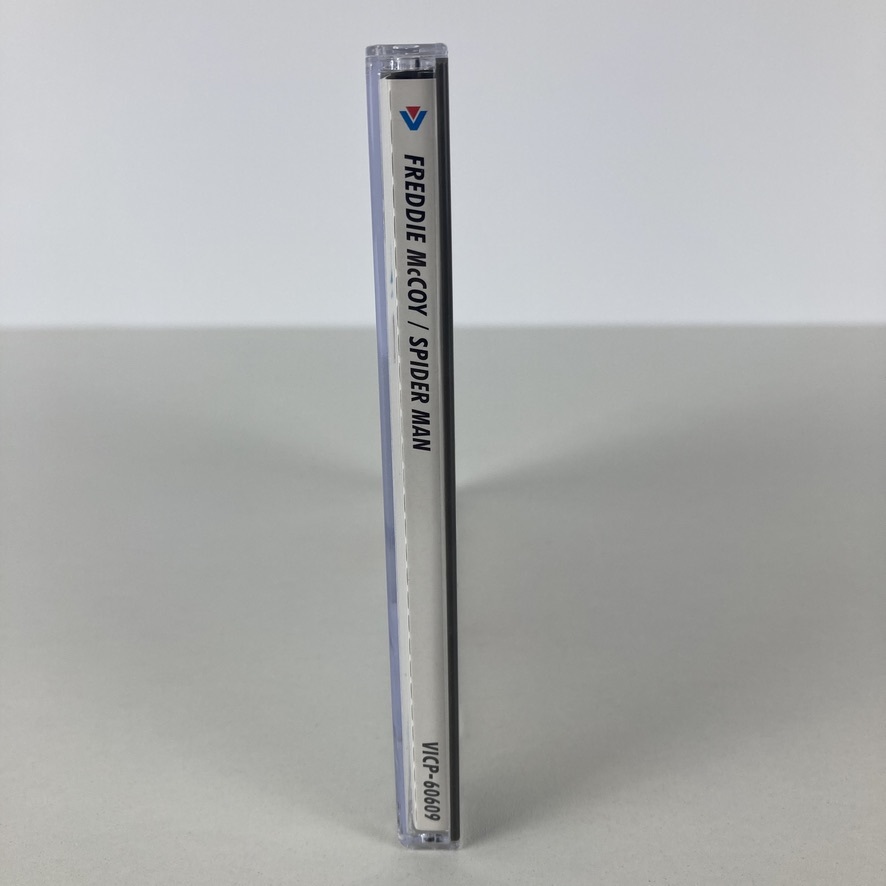 FREDDIE McCOY / SPIDER MAN
VICP-60609